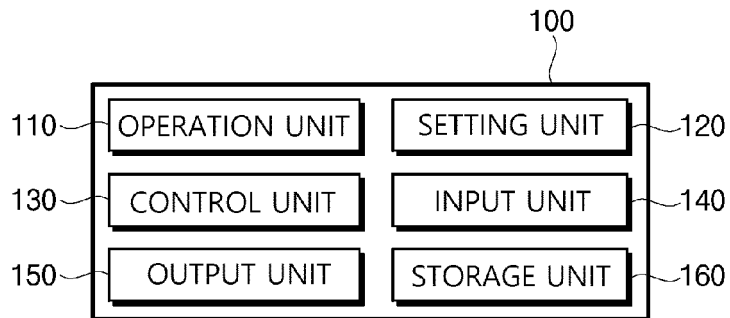 100
110 OPERATION UNIT SETTING UNIT 120
130 CONTROL UNIT INPUT UNIT 140
150 OUTPUT UNIT STORAGE UNIT 160